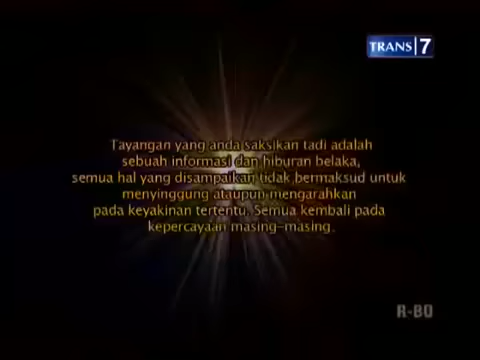 TRANS|7
Tayangan yang anda saksikan tadi adalah
sebuah informasi dan hiburan belaka,
semua hal yang disampaikan tidak bermaksud untuk
menyinggung ataupun mengarahkan
pada keyakinan tertentu. Semua kembali pada
kepercayaan masing-masing.
R-BO